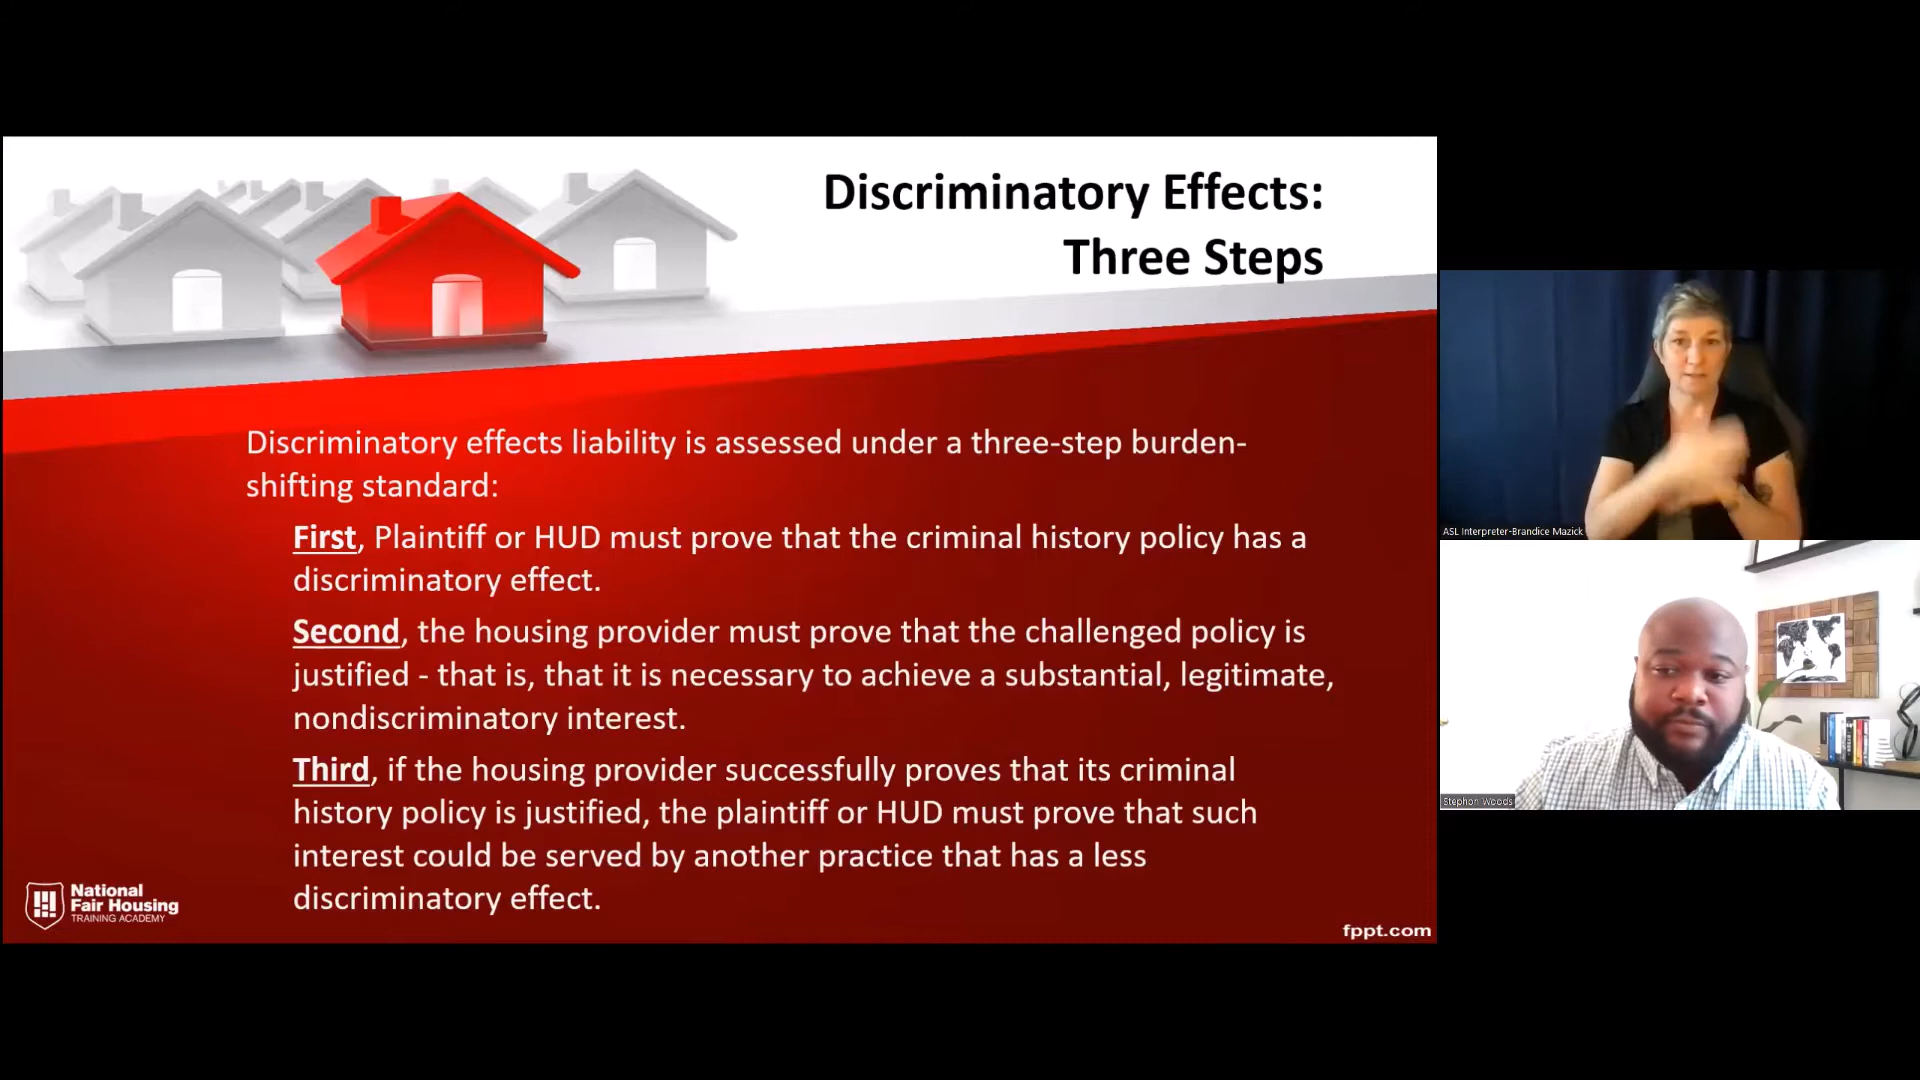 Discriminatory Effects:
Three Steps
Discriminatory effects liability is assessed under a three-step burden-
shifting standard:
First, Plaintiff or HUD must prove that the criminal history policy has a
discriminatory effect.
Second, the housing provider must prove that the challenged policy is
justified - that is, that it is necessary to achieve a substantial, legitimate,
nondiscriminatory interest.
Third, if the housing provider successfully proves that its criminal
history policy is justified, the plaintiff or HUD must prove that such
interest could be served by another practice that has a less
discriminatory effect.
National
Fair Housing
TRAINING ACADEMY
fppt.com
ASL Interpreter-Brandice Mazick
Stephon Woods